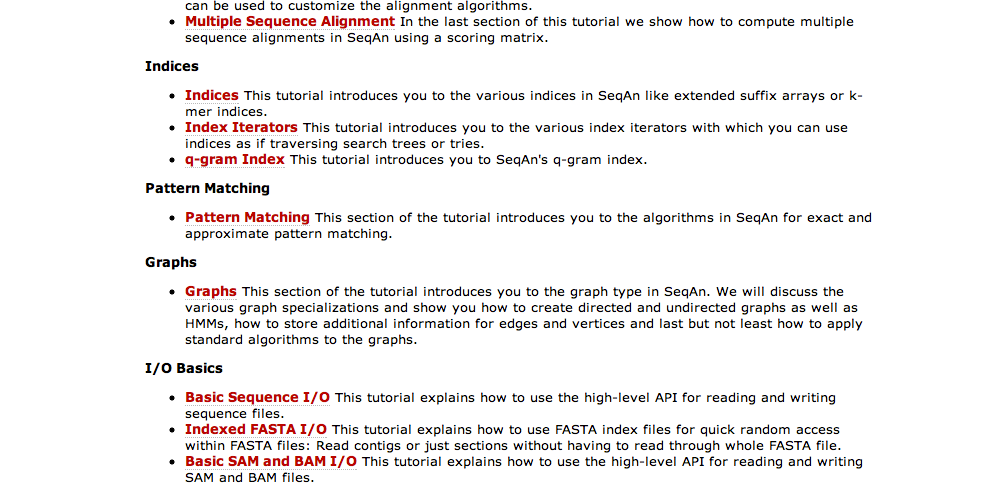 can be used to customize the alignment algorithms.
• Multiple Sequence Alignment In the last section of this tutorial we show how to compute multiple
sequence alignments in SeqAn using a scoring matrix.
Indices
• Indices This tutorial introduces you to the various indices in SeqAn like extended suffix arrays or k-
mer indices.
• Index Iterators This tutorial introduces you to the various index iterators with which you can use
indices as if traversing search trees or tries.
• q-gram Index This tutorial introduces you to SeqAn's q-gram index.
Pattern Matching
• Pattern Matching This section of the tutorial introduces you to the algorithms in SeqAn for exact and
approximate pattern matching.
Graphs
• Graphs This section of the tutorial introduces you to the graph type in SeqAn. We will discuss the
various graph specializations and show you how to create directed and undirected graphs as well as
HMMs, how to store additional information for edges and vertices and last but not least how to apply
standard algorithms to the graphs.
I/O Basics
• Basic Sequence I/O This tutorial explains how to use the high-level API for reading and writing
sequence files.
• Indexed FASTA I/O This tutorial explains how to use FASTA index files for quick random access
within FASTA files: Read contigs or just sections without having to read through whole FASTA file.
• Basic SAM and BAM I/O This tutorial explains how to use the high-level API for reading and writing
SAM and BAM files.